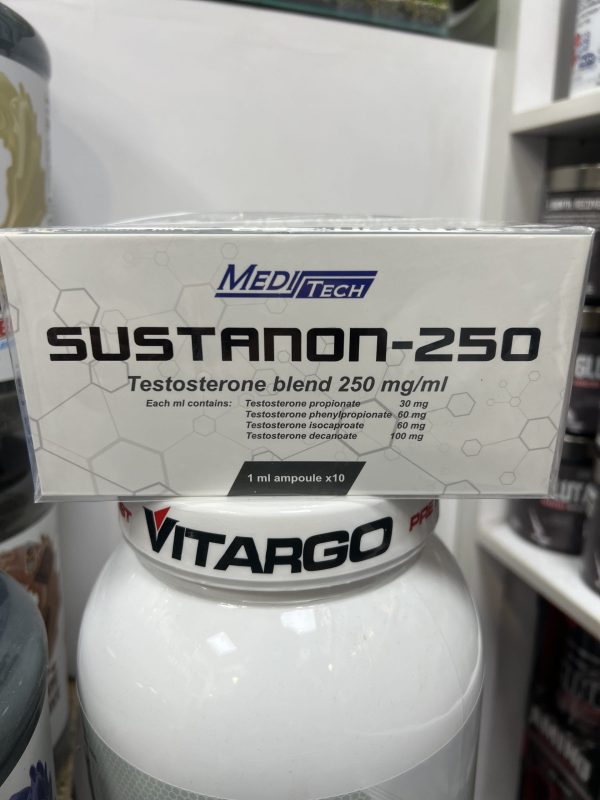 MEDITECH
SUSTANON-250
Testosterone blend 250 mg/ml
Each ml contains: Testosterone propionate 30 mg
Testosterone phenylpropionate 60 mg
Testosterone isocaproate 60 mg
Testosterone decanoate 100 mg
1 ml ampoule x10
VITARGO